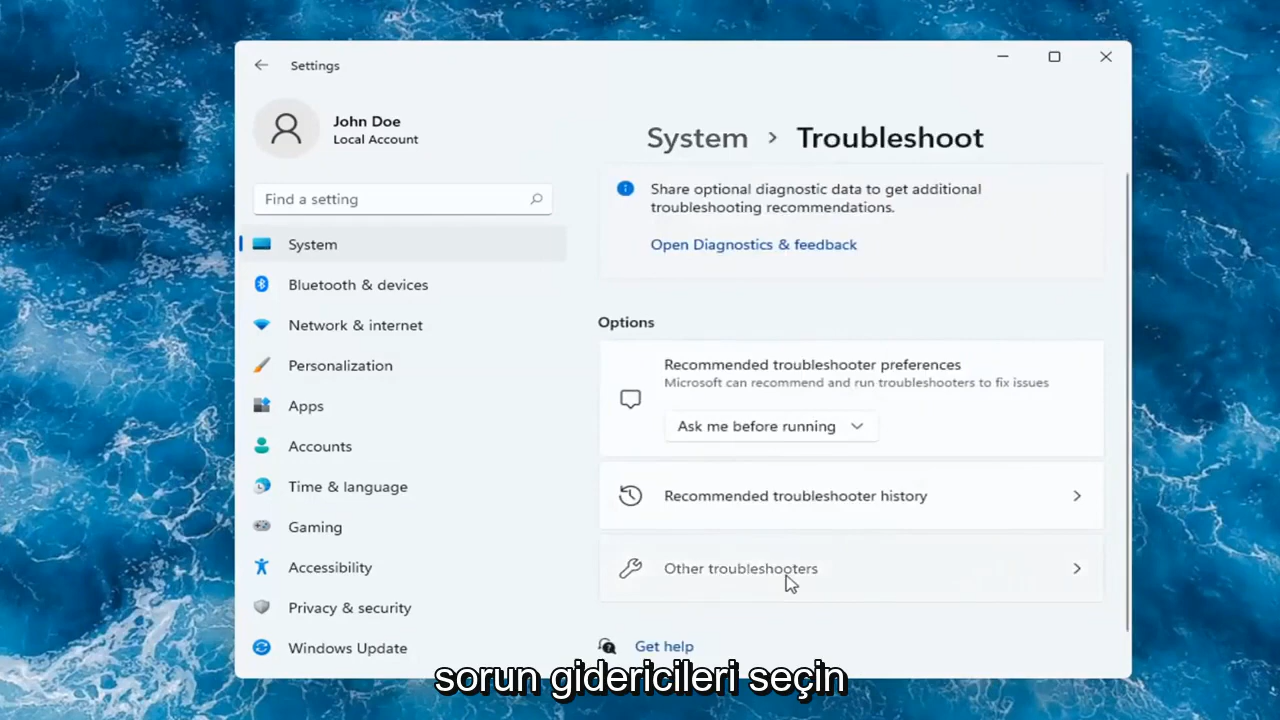 Settings
John Doe
Local Account
Find a setting
System
Bluetooth & devices
Network & internet
Personalization
Apps
Accounts
Time & language
Gaming
Accessibility
Privacy & security
Windows Update
System > Troubleshoot
Share optional diagnostic data to get additional
troubleshooting recommendations.
Open Diagnostics & feedback
Options
Recommended troubleshooter preferences
Microsoft can recommend and run troubleshooters to fix issues
Ask me before running
Recommended troubleshooter history
Other troubleshooters
Get help
sorun gidericileri seçin